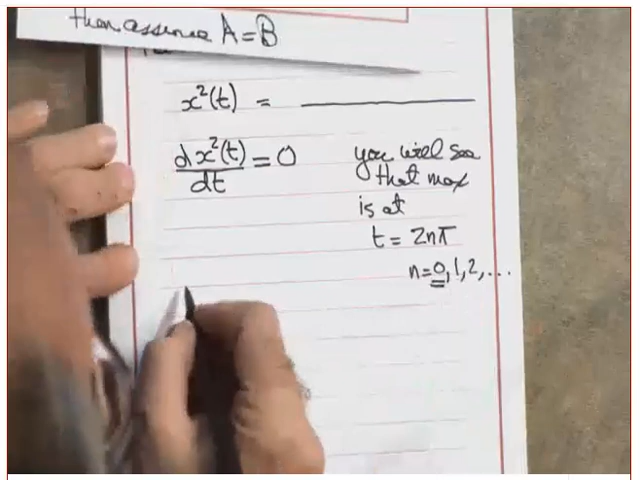 then assume A=B
x²(t) =
dx²(t)/dt = 0
you will see
that max
is at
t = 2nπ
n=0,1,2,...